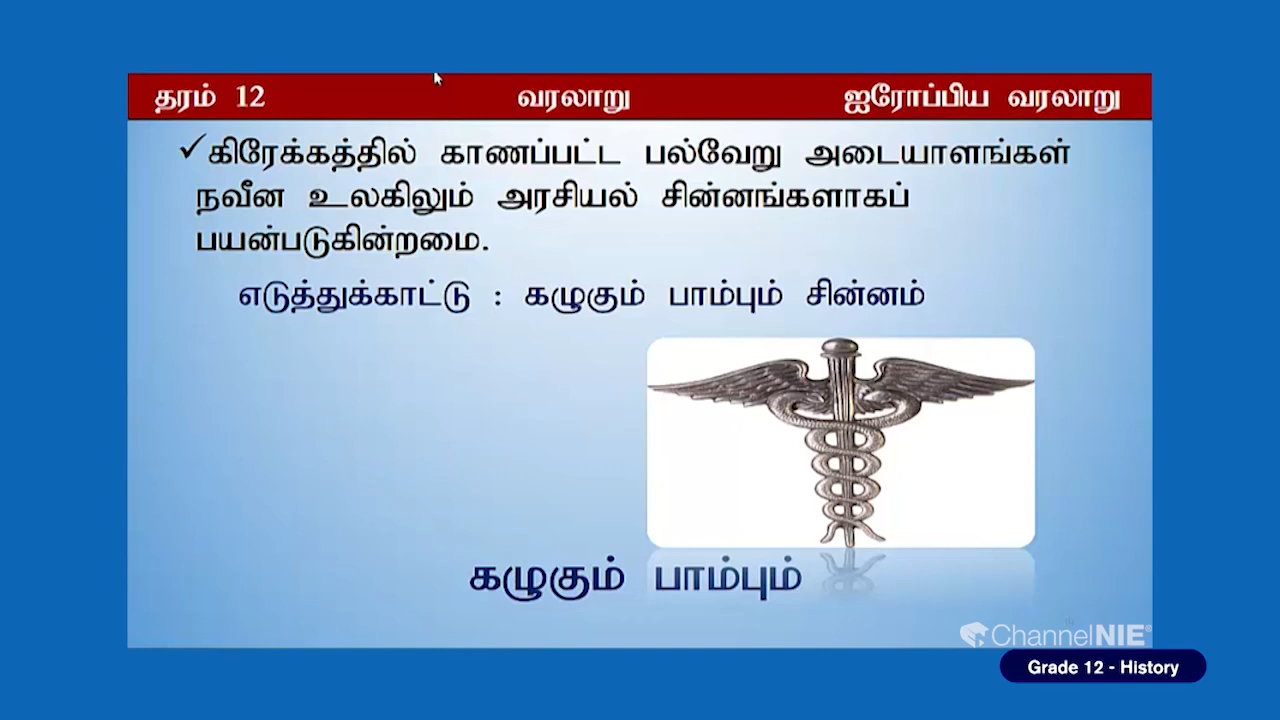 தரம் 12 வரலாறு ஐரோப்பிய வரலாறு
✓கிரேக்கத்தில் காணப்பட்ட பல்வேறு அடையாளங்கள்
நவீன உலகிலும் அரசியல் சின்னங்களாகப்
பயன்படுகின்றமை.
எடுத்துக்காட்டு : கழுகும் பாம்பும் சின்னம்
கழுகும் பாம்பும்
ChannelNIE
Grade 12 - History